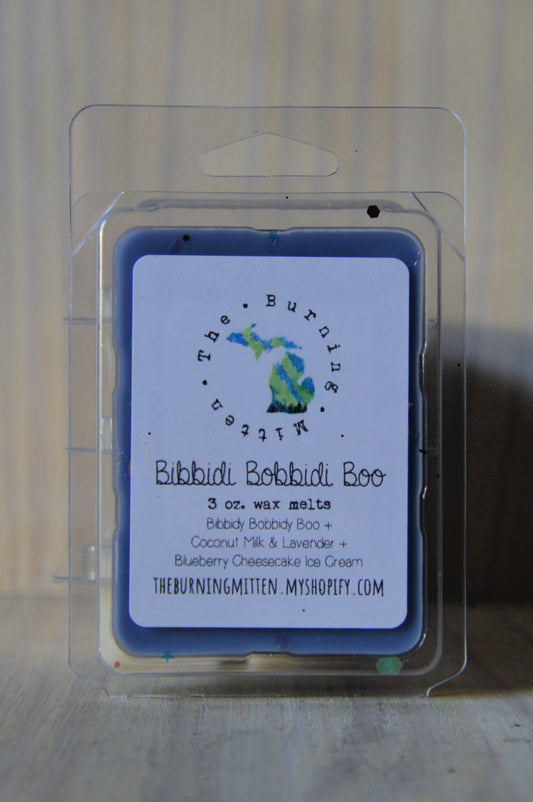 The • Burning • Mitten •
Bibbidi Bobbidi Boo
3 oz. wax melts
Bibbidy Bobbidy Boo +
Coconut Milk & Lavender +
Blueberry Cheesecake Ice Cream
THEBURNINGMITTEN.MYSHOPIFY.COM